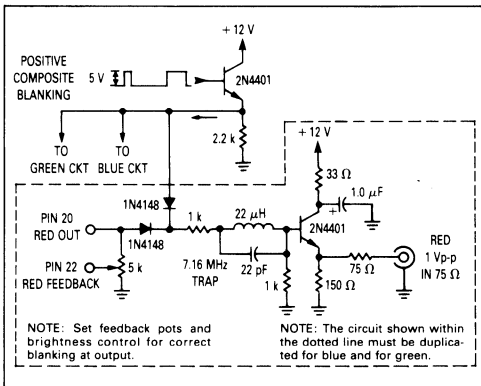 + 12 V
POSITIVE
COMPOSITE
BLANKING
5 V
2N4401
TO
GREEN CKT
TO
BLUE CKT
2.2 k
+ 12 V
33 Ω
1N4148
1.0 μF
+
PIN 20
RED OUT
1N4148
1 k
22 μH
2N4401
RED
1 Vp-p
IN 75 Ω
PIN 22
RED FEEDBACK
5 k
7.16 MHz
TRAP
22 pF
1 k
75 Ω
150 Ω
NOTE: Set feedback pots and
brightness control for correct
blanking at output.
NOTE: The circuit shown within
the dotted line must be duplica-
ted for blue and for green.